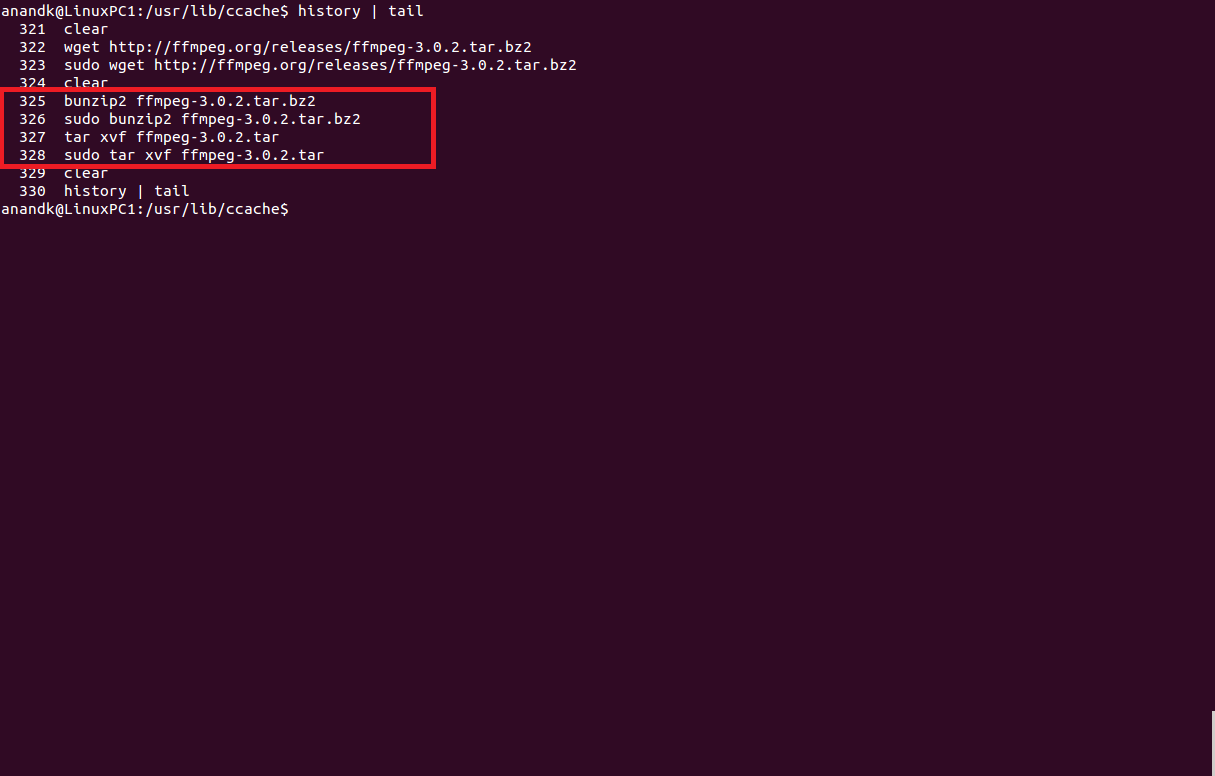 anandk@LinuxPC1:/usr/lib/ccache$ history | tail
321  clear
322  wget http://ffmpeg.org/releases/ffmpeg-3.0.2.tar.bz2
323  sudo wget http://ffmpeg.org/releases/ffmpeg-3.0.2.tar.bz2
324  clear
325  bunzip2 ffmpeg-3.0.2.tar.bz2
326  sudo bunzip2 ffmpeg-3.0.2.tar.bz2
327  tar xvf ffmpeg-3.0.2.tar
328  sudo tar xvf ffmpeg-3.0.2.tar
329  clear
330  history | tail
anandk@LinuxPC1:/usr/lib/ccache$